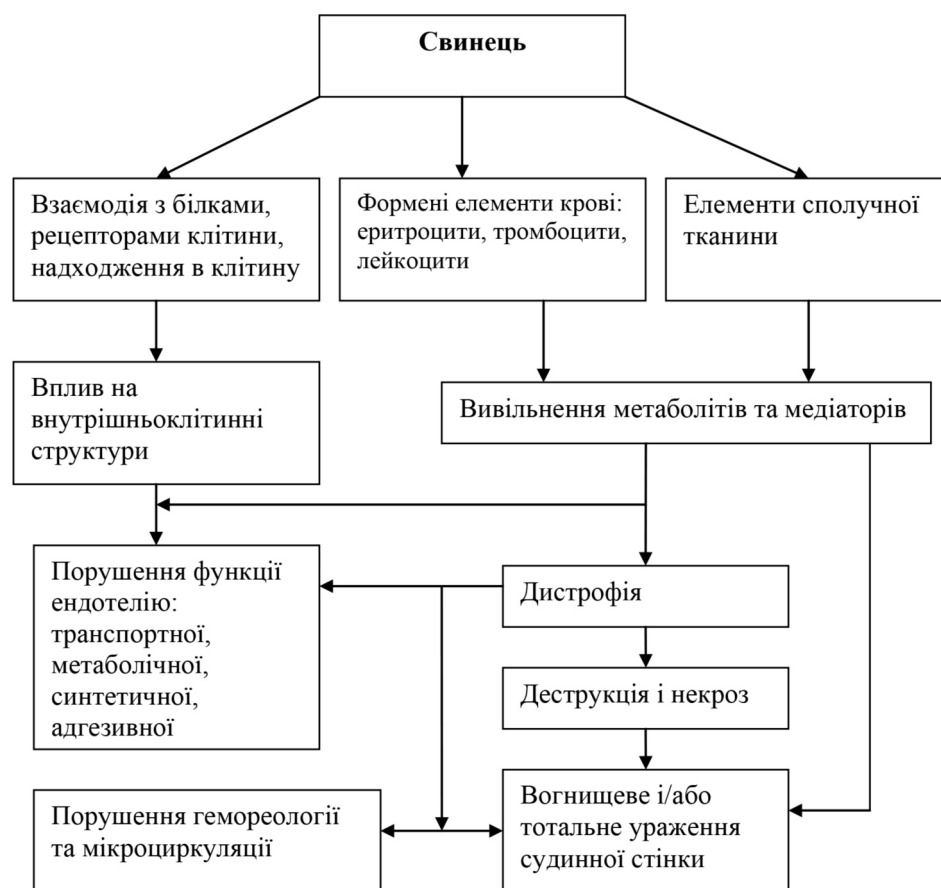 Свинець
Взаємодія з білками,
рецепторами клітини,
надходження в клітину
Формені елементи крові:
еритроцити, тромбоцити,
лейкоцити
Елементи сполучної
тканини
Вплив на
внутрішньоклітинні
структури
Вивільнення метаболітів та медіаторів
Порушення функції
ендотелію:
транспортної,
метаболічної,
синтетичної,
адгезивної
Дистрофія
Деструкція і некроз
Порушення гемореології
та мікроциркуляції
Вогнищеве і/або
тотальне ураження
судинної стінки